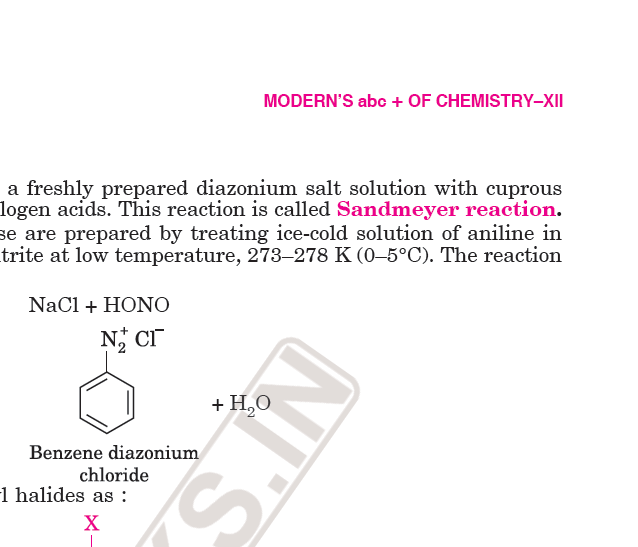 MODERN'S abc + OF CHEMISTRY–XII
a freshly prepared diazonium salt solution with cuprous
logen acids. This reaction is called Sandmeyer reaction.
se are prepared by treating ice-cold solution of aniline in
trite at low temperature, 273–278 K (0–5°C). The reaction
NaCl + HONO
N₂⁺ Cl⁻
+ H₂O
Benzene diazonium
chloride
l halides as :
X
S.IN